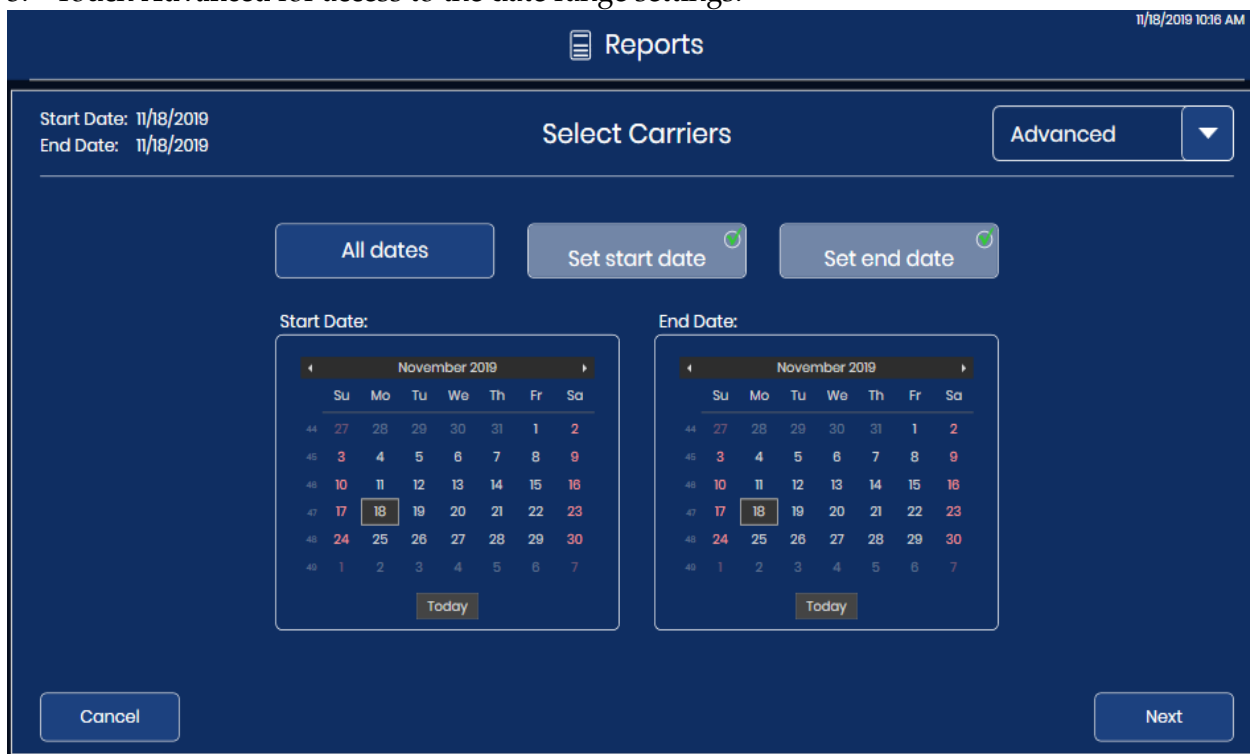 11/18/2019 10:16 AM
Reports
Start Date: 11/18/2019
End Date: 11/18/2019
Select Carriers
Advanced
All dates
Set start date
Set end date
Start Date:
November 2019
Su Mo Tu We Th Fr Sa
44 27 28 29 30 31 1 2
45 3 4 5 6 7 8 9
46 10 11 12 13 14 15 16
47 17 18 19 20 21 22 23
48 24 25 26 27 28 29 30
49 1 2 3 4 5 6 7
Today
End Date:
November 2019
Su Mo Tu We Th Fr Sa
44 27 28 29 30 31 1 2
45 3 4 5 6 7 8 9
46 10 11 12 13 14 15 16
47 17 18 19 20 21 22 23
48 24 25 26 27 28 29 30
49 1 2 3 4 5 6 7
Today
Cancel
Next